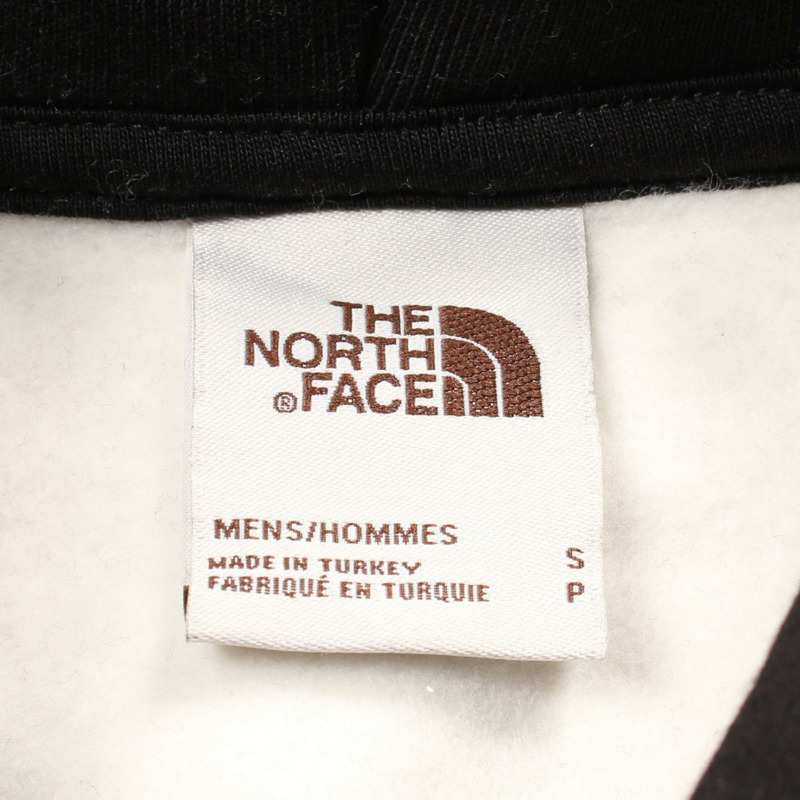 THE
NORTH
®FACE
MENS/HOMMES
MADE IN TURKEY S
FABRIQUÉ EN TURQUIE P